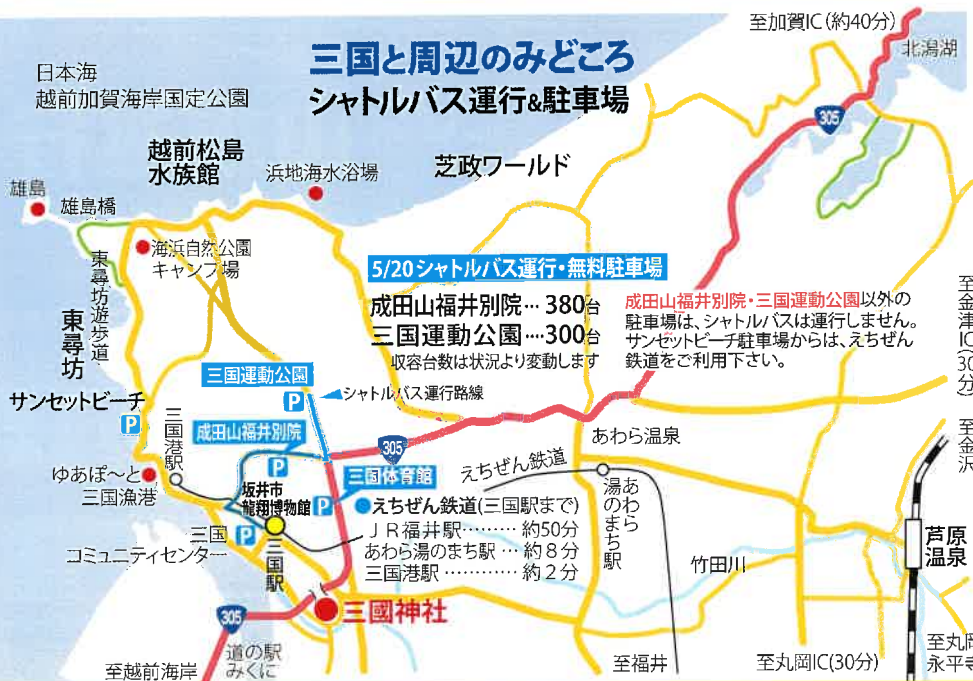 三国と周辺のみどころ
シャトルバス運行&駐車場
至加賀IC(約40分)
北潟湖
日本海
越前加賀海岸国定公園
305
越前松島
水族館
浜地海水浴場
芝政ワールド
雄島
雄島橋
海浜自然公園
キャンプ場
東尋坊遊歩道
東尋坊
5/20シャトルバス運行・無料駐車場
成田山福井別院… 380台
三国運動公園… 300台
収容台数は状況より変動します
成田山福井別院・三国運動公園以外の
駐車場は、シャトルバスは運行しません。
サンセットビーチ駐車場からは、えちぜん
鉄道をご利用下さい。
至金津IC(30分)
至金沢
三国運動公園
P
シャトルバス運行路線
サンセットビーチ
P
三国港駅
成田山福井別院
P
305
あわら温泉
ゆあぽ~と
三国漁港
坂井市
龍翔博物館
P
三国体育館
えちぜん鉄道
あわら
湯のまち駅
えちぜん鉄道(三国駅まで)
JR福井駅……… 約50分
あわら湯のまち駅 … 約8分
三国港駅 ………… 約2分
三国
コミュニティセンター
P
三国駅
竹田川
芦原
温泉
三國神社
305
道の駅
みくに
至越前海岸
至福井
至丸岡IC(30分)
至丸岡
永平寺